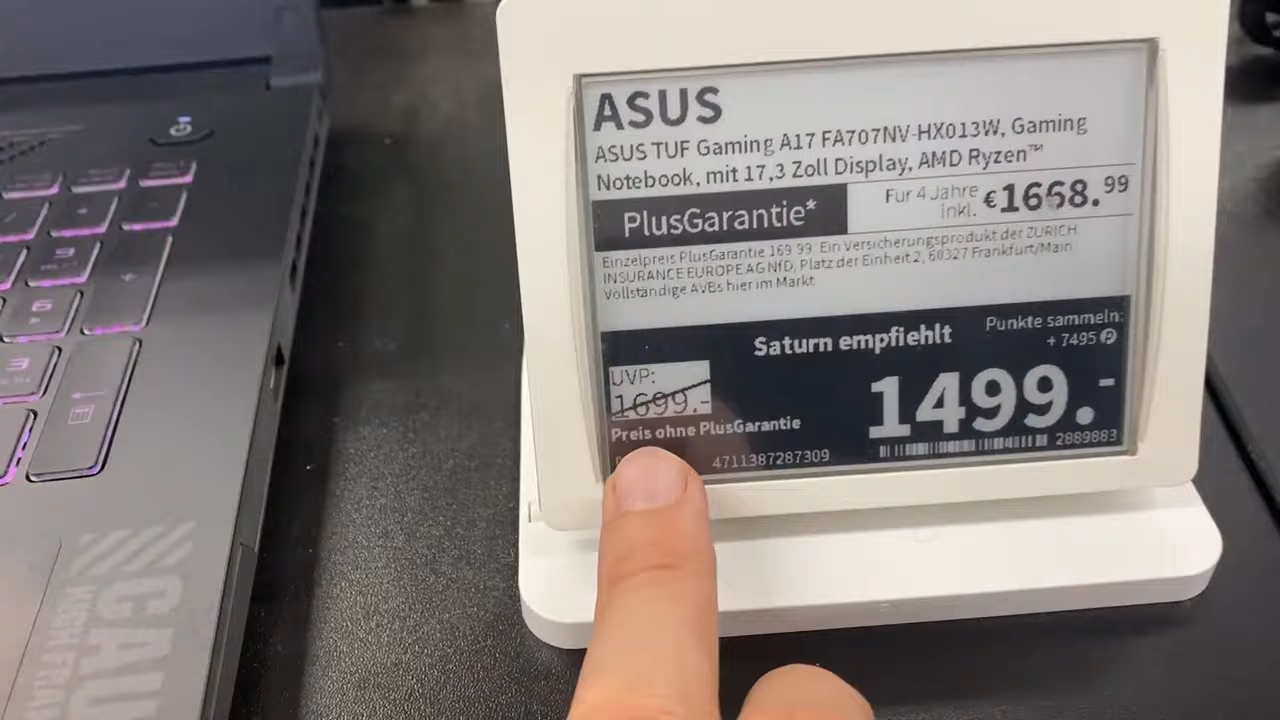 ASUS
ASUS TUF Gaming A17 FA707NV-HX013W, Gaming
Notebook, mit 17,3 Zoll Display, AMD Ryzen™
PlusGarantie*
Für 4 Jahre
inkl. €1668.99
Einzelpreis PlusGarantie 169.99 Ein Versicherungsprodukt der ZURICH
INSURANCE EUROPE AG NfD, Platz der Einheit 2, 60327 Frankfurt/Main
Vollständige AVBs hier im Markt
Saturn empfiehlt
Punkte sammeln:
+ 7495 P
UVP:
1699.-
1499.-
Preis ohne PlusGarantie
4711387287309
2889883
9
6
3